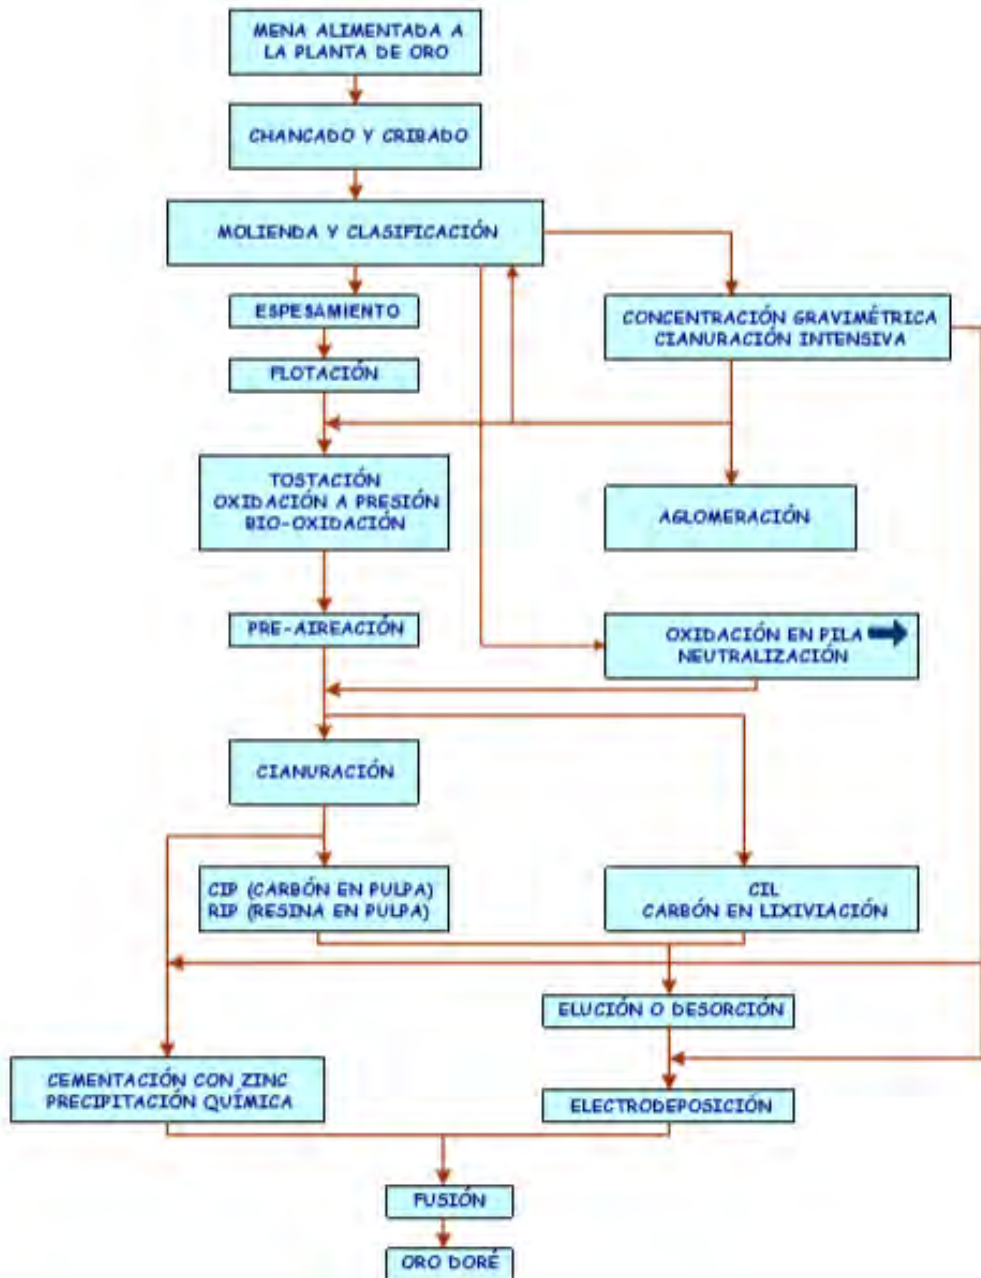 MENA ALIMENTADA A
LA PLANTA DE ORO
CHANCADO Y CRIBADO
MOLIENDA Y CLASIFICACIÓN
ESPESAMIENTO
CONCENTRACIÓN GRAVIMÉTRICA
CIANURACIÓN INTENSIVA
FLOTACIÓN
TOSTACIÓN
OXIDACIÓN A PRESIÓN
BIO-OXIDACIÓN
AGLOMERACIÓN
PRE-AIREACIÓN
OXIDACIÓN EN PILA
NEUTRALIZACIÓN
CIANURACIÓN
CIP (CARBÓN EN PULPA)
RIP (RESINA EN PULPA)
CIL
CARBÓN EN LIXIVIACIÓN
ELUCIÓN O DESORCIÓN
CEMENTACIÓN CON ZINC
PRECIPITACIÓN QUÍMICA
ELECTRODEPOSICIÓN
FUSIÓN
ORO DORÉ